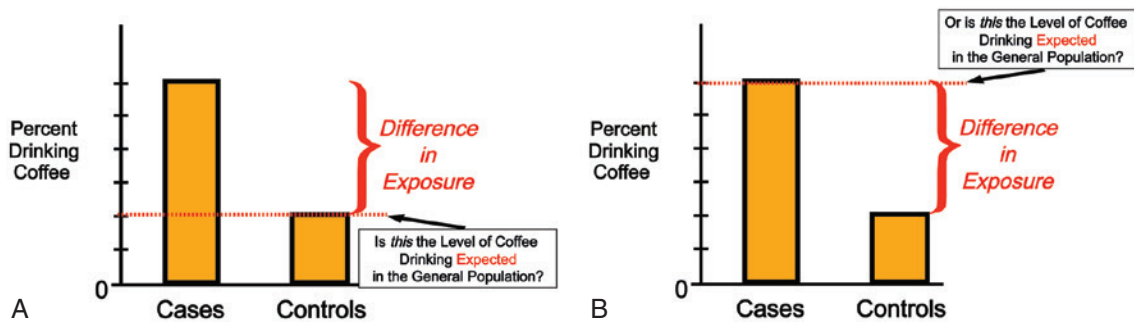 Percent
Drinking
Coffee
0
Cases
Controls
Difference
in
Exposure
Is this the Level of Coffee
Drinking Expected
in the General Population?
A
Or is this the Level of Coffee
Drinking Expected
in the General Population?
Percent
Drinking
Coffee
Difference
in
Exposure
0
Cases
Controls
B